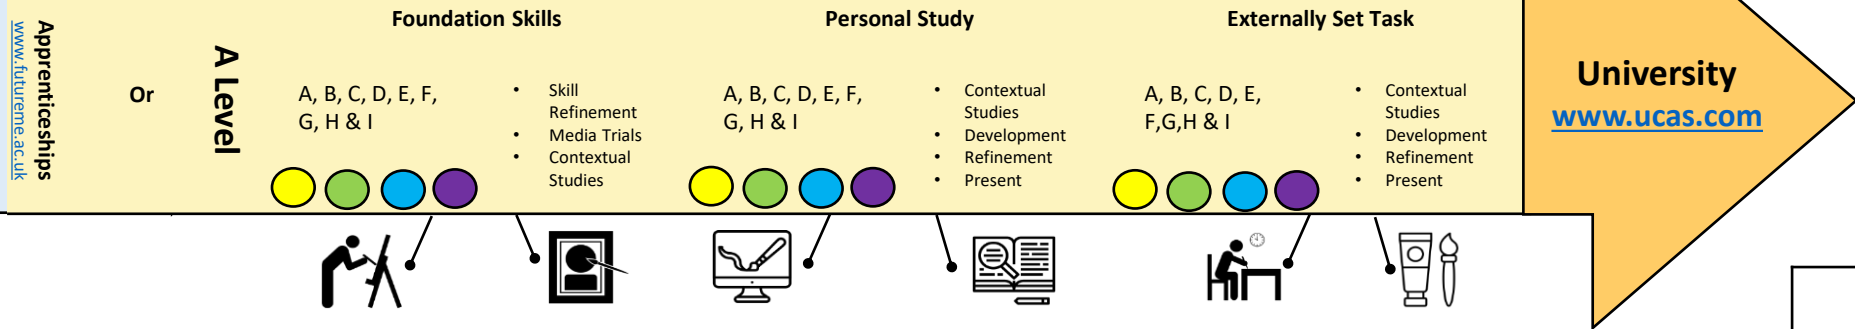 Apprenticeships
www.futureme.ac.uk
Or
A Level
Foundation Skills
A, B, C, D, E, F,
G, H & I
• Skill
Refinement
• Media Trials
• Contextual
Studies
Personal Study
A, B, C, D, E, F,
G, H & I
• Contextual
Studies
• Development
• Refinement
• Present
Externally Set Task
A, B, C, D, E,
F,G,H & I
• Contextual
Studies
• Development
• Refinement
• Present
University
www.ucas.com